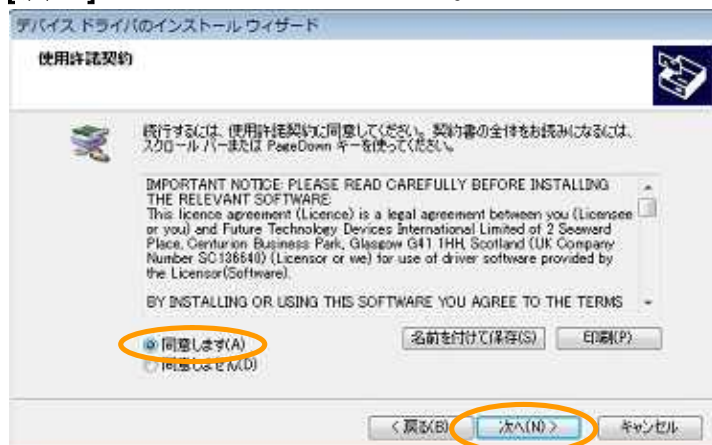 デバイス ドライバのインストール ウィザード
使用許諾契約
続行するには、使用許諾契約に同意してください。契約書の全体をお読みになるには、
スクロール バーまたは PageDown キーを使ってください。
IMPORTANT NOTICE: PLEASE READ CAREFULLY BEFORE INSTALLING
THE RELEVANT SOFTWARE:
This licence agreement (Licence) is a legal agreement between you (Licensee
or you) and Future Technology Devices International Limited of 2 Seaward
Place, Centurion Business Park, Glasgow G41 1HH, Scotland (UK Company
Number SC136640) (Licensor or we) for use of driver software provided by
the Licensor(Software).
BY INSTALLING OR USING THIS SOFTWARE YOU AGREE TO THE TERMS
同意します(A)
名前を付けて保存(S) 印刷(P)
同意しません(D)
< 戻る(B) 次へ(N) > キャンセル